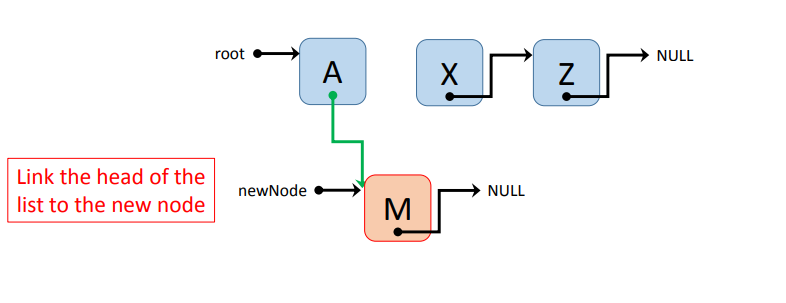 root
A
X
Z
NULL
Link the head of the
list to the new node
newNode
M
NULL